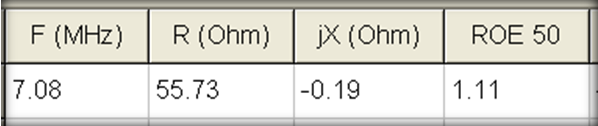 F (MHz) R (Ohm) jX (Ohm) ROE 50
7.08 55.73 -0.19 1.11